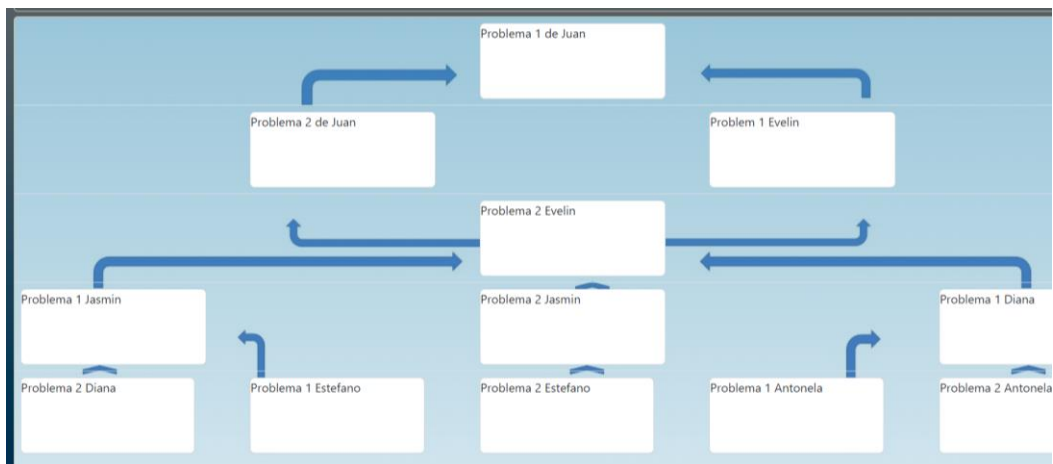 Problema 1 de Juan
Problema 2 de Juan
Problem 1 Evelin
Problema 2 Evelin
Problema 1 Jasmin
Problema 2 Jasmin
Problema 1 Diana
Problema 2 Diana
Problema 1 Estefano
Problema 2 Estefano
Problema 1 Antonela
Problema 2 Antonela